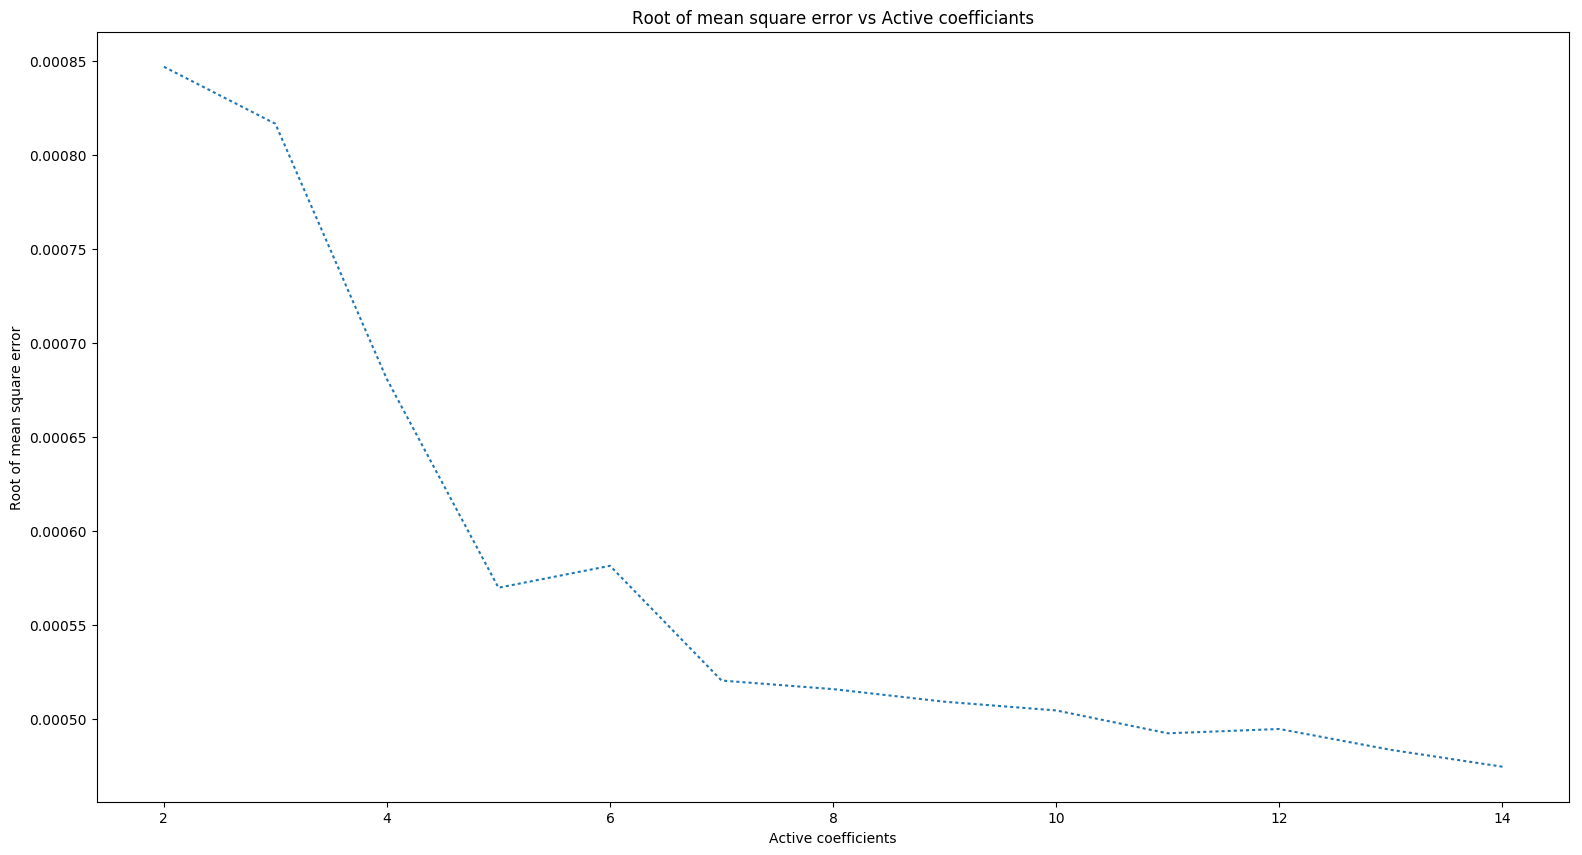 Root of mean square error vs Active coefficiants
0.00085
0.00080
0.00075
0.00070
0.00065
0.00060
0.00055
0.00050
Root of mean square error
2 4 6 8 10 12 14
Active coefficients